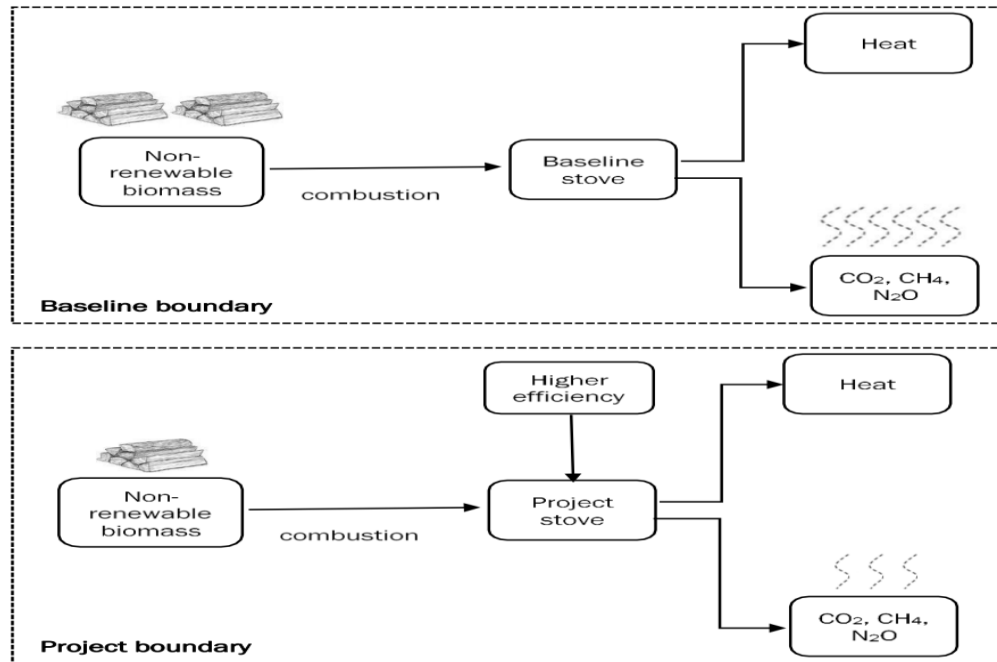 Heat
Non-
renewable
biomass
combustion
Baseline
stove
CO₂, CH₄,
N₂O
Baseline boundary
Higher
efficiency
Heat
Non-
renewable
biomass
combustion
Project
stove
CO₂, CH₄,
N₂O
Project boundary